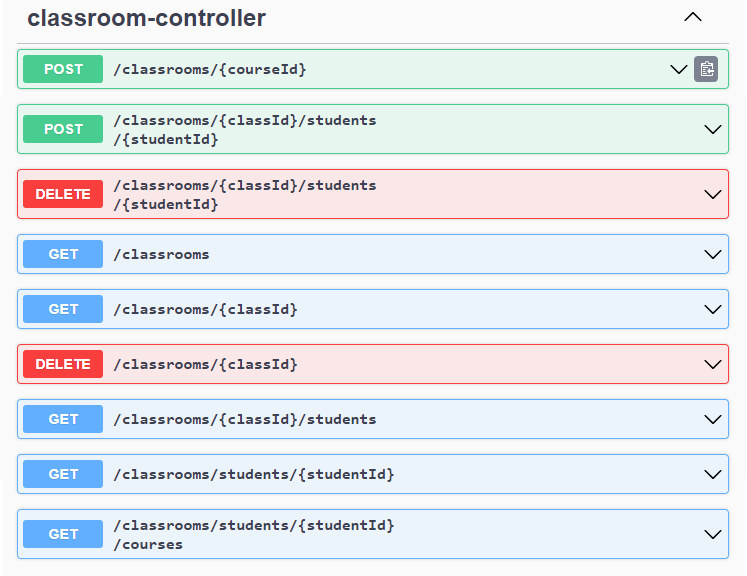 classroom-controller
POST /classrooms/{courseId}
POST /classrooms/{classId}/students
/{studentId}
DELETE /classrooms/{classId}/students
/{studentId}
GET /classrooms
GET /classrooms/{classId}
DELETE /classrooms/{classId}
GET /classrooms/{classId}/students
GET /classrooms/students/{studentId}
GET /classrooms/students/{studentId}
/courses